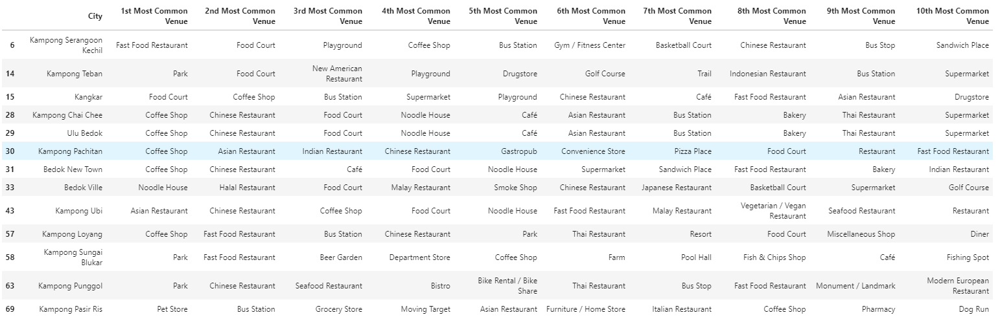 City 1st Most Common Venue 2nd Most Common Venue 3rd Most Common Venue 4th Most Common Venue 5th Most Common Venue 6th Most Common Venue 7th Most Common Venue 8th Most Common Venue 9th Most Common Venue 10th Most Common Venue
6 Kampong Serangoon Kechil Fast Food Restaurant Food Court Playground Coffee Shop Bus Station Gym / Fitness Center Basketball Court Chinese Restaurant Bus Stop Sandwich Place
14 Kampong Teban Park Food Court New American Restaurant Playground Drugstore Golf Course Trail Indonesian Restaurant Bus Station Supermarket
15 Kangkar Food Court Coffee Shop Bus Station Supermarket Playground Chinese Restaurant Café Fast Food Restaurant Asian Restaurant Drugstore
28 Kampong Chai Chee Coffee Shop Chinese Restaurant Food Court Noodle House Café Asian Restaurant Bus Station Bakery Thai Restaurant Supermarket
29 Ulu Bedok Coffee Shop Chinese Restaurant Food Court Noodle House Café Asian Restaurant Bus Station Bakery Thai Restaurant Supermarket
30 Kampong Pachitan Coffee Shop Asian Restaurant Indian Restaurant Chinese Restaurant Gastropub Convenience Store Pizza Place Food Court Restaurant Fast Food Restaurant
31 Bedok New Town Coffee Shop Chinese Restaurant Café Food Court Noodle House Supermarket Sandwich Place Fast Food Restaurant Bakery Indian Restaurant
33 Bedok Ville Noodle House Halal Restaurant Food Court Malay Restaurant Smoke Shop Chinese Restaurant Japanese Restaurant Basketball Court Supermarket Golf Course
43 Kampong Ubi Asian Restaurant Chinese Restaurant Coffee Shop Food Court Noodle House Fast Food Restaurant Malay Restaurant Vegetarian / Vegan Restaurant Seafood Restaurant Restaurant
57 Kampong Loyang Coffee Shop Fast Food Restaurant Bus Station Chinese Restaurant Park Thai Restaurant Resort Food Court Miscellaneous Shop Diner
58 Kampong Sungai Blukar Park Fast Food Restaurant Beer Garden Department Store Coffee Shop Farm Pool Hall Fish & Chips Shop Café Fishing Spot
63 Kampong Punggol Park Chinese Restaurant Seafood Restaurant Bistro Bike Rental / Bike Share Thai Restaurant Bus Stop Fast Food Restaurant Monument / Landmark Modern European Restaurant
69 Kampong Pasir Ris Pet Store Bus Station Grocery Store Moving Target Asian Restaurant Furniture / Home Store Italian Restaurant Coffee Shop Pharmacy Dog Run